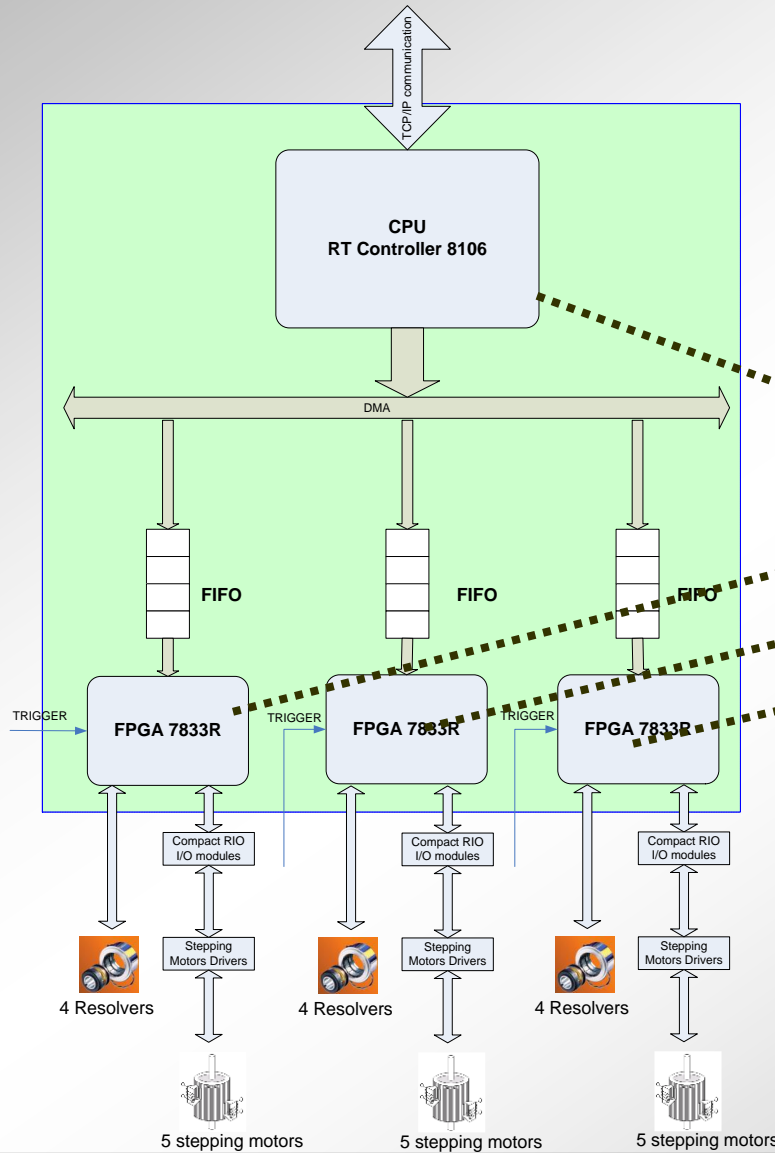 TCP/IP communication
CPU
RT Controller 8106
DMA
FIFO
FIFO
FIFO
TRIGGER
FPGA 7833R
TRIGGER
FPGA 7833R
TRIGGER
FPGA 7833R
Compact RIO
I/O modules
Compact RIO
I/O modules
Compact RIO
I/O modules
Stepping
Motors Drivers
Stepping
Motors Drivers
Stepping
Motors Drivers
4 Resolvers
4 Resolvers
4 Resolvers
5 stepping motors
5 stepping motors
5 stepping motors